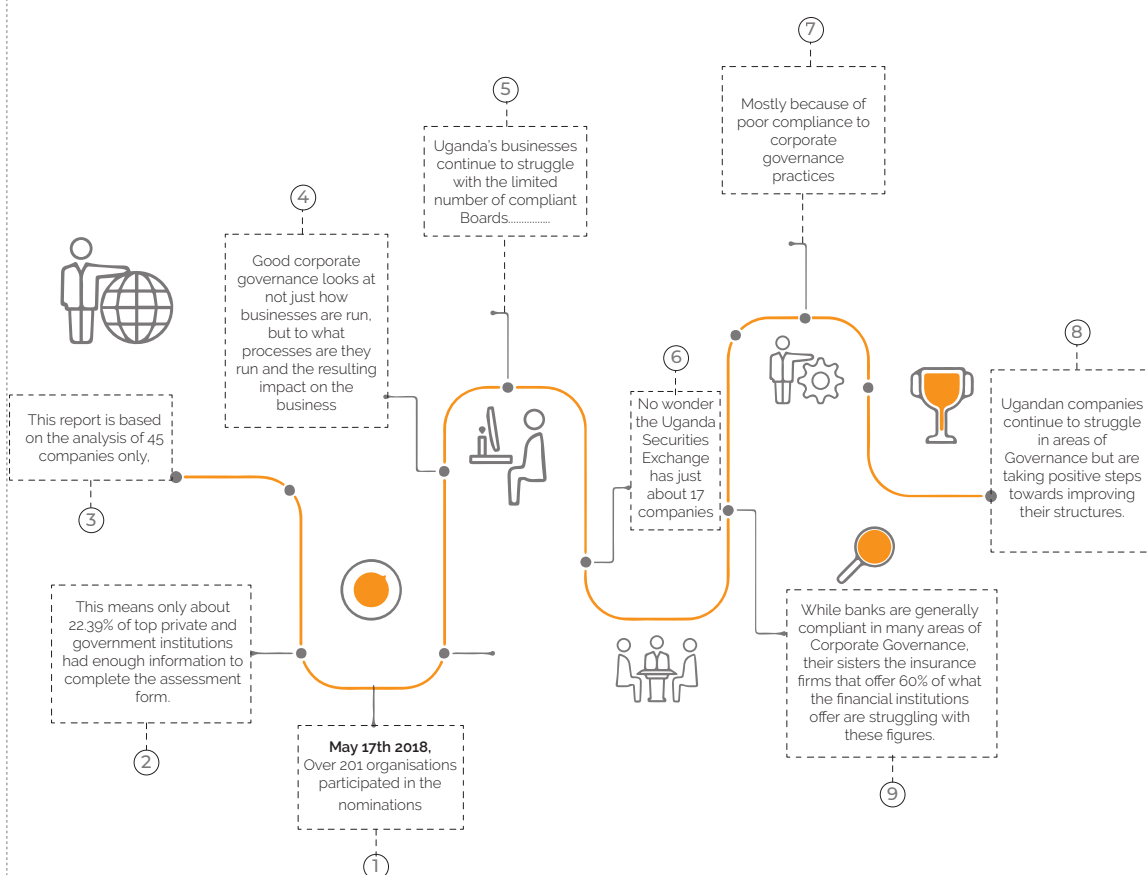 1
May 17th 2018,
Over 201 organisations
participated in the
nominations
2
This means only about
22.39% of top private and
government institutions
had enough information to
complete the assessment
form.
3
This report is based
on the analysis of 45
companies only,
4
Good corporate
governance looks at
not just how
businesses are run,
but to what
processes are they
run and the resulting
impact on the
business
5
Uganda's businesses
continue to struggle
with the limited
number of compliant
Boards................
6
No wonder
the Uganda
Securities
Exchange
has just
about 17
companies
7
Mostly because of
poor compliance to
corporate
governance
practices
8
Ugandan companies
continue to struggle
in areas of
Governance but are
taking positive steps
towards improving
their structures.
9
While banks are generally
compliant in many areas of
Corporate Governance,
their sisters the insurance
firms that offer 60% of what
the financial institutions
offer are struggling with
these figures.